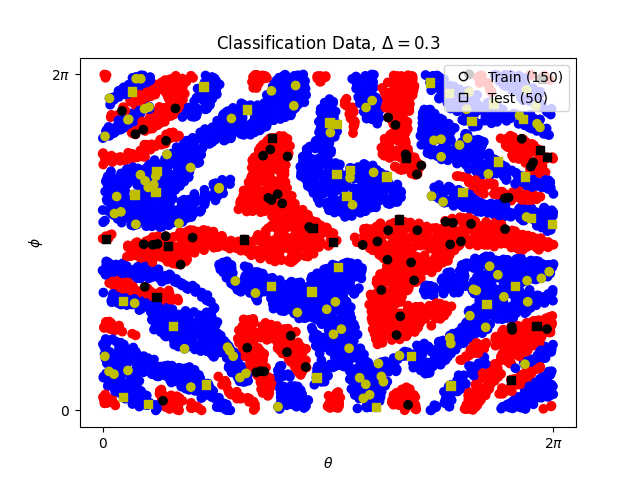 Classification Data, Δ = 0.3
2π
Train (150)
Test (50)
ϕ
0
0
2π
θ